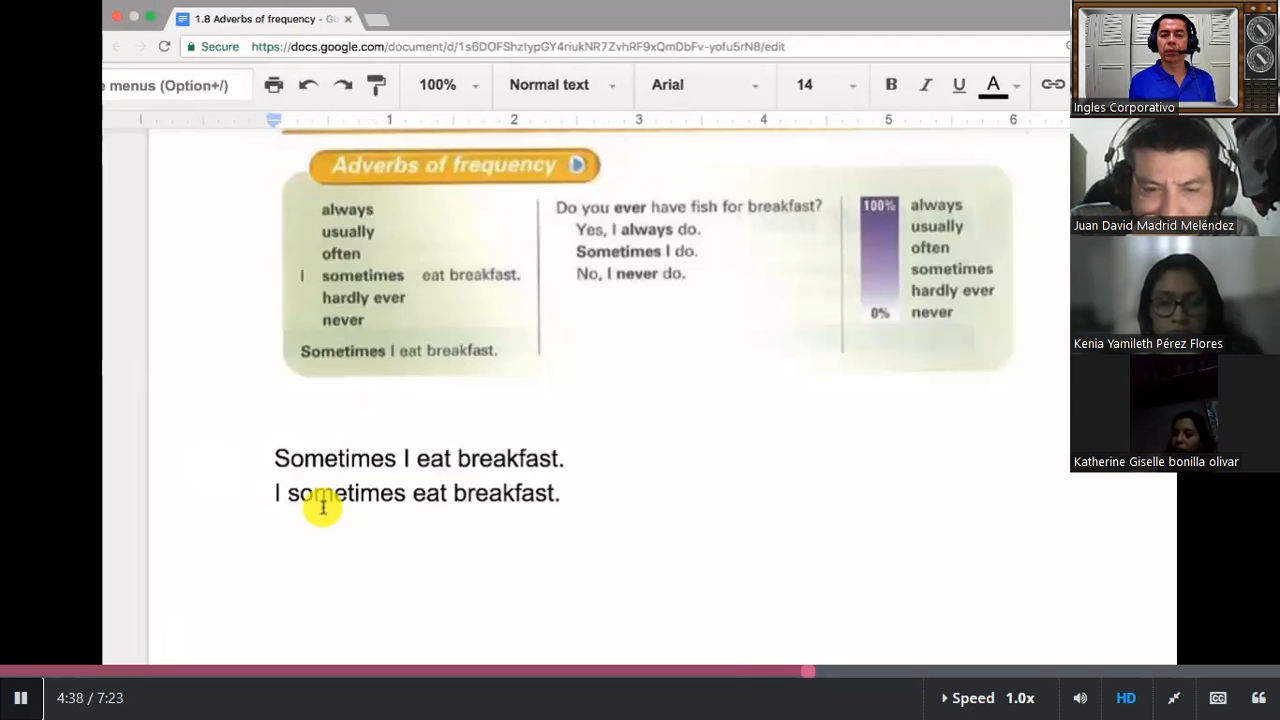 1.8 Adverbs of frequency - Go
Secure https://docs.google.com/document/d/1s6DOFShztypGY4riukNR7ZvhRF9xQmDbFv-yofu5rN8/edit
e menus (Option+/) 100% Normal text Arial 14 B I U A
1 2 3 4 5 6
Adverbs of frequency
always
usually
often
I sometimes eat breakfast.
hardly ever
never
Sometimes I eat breakfast.
Do you ever have fish for breakfast?
Yes, I always do.
Sometimes I do.
No, I never do.
100% always
usually
often
sometimes
hardly ever
0% never
Sometimes I eat breakfast.
I sometimes eat breakfast.
Ingles Corporativo
Juan David Madrid Meléndez
Kenia Yamileth Pérez Flores
Katherine Giselle bonilla olivar
4:38 / 7:23
Speed 1.0x HD CC